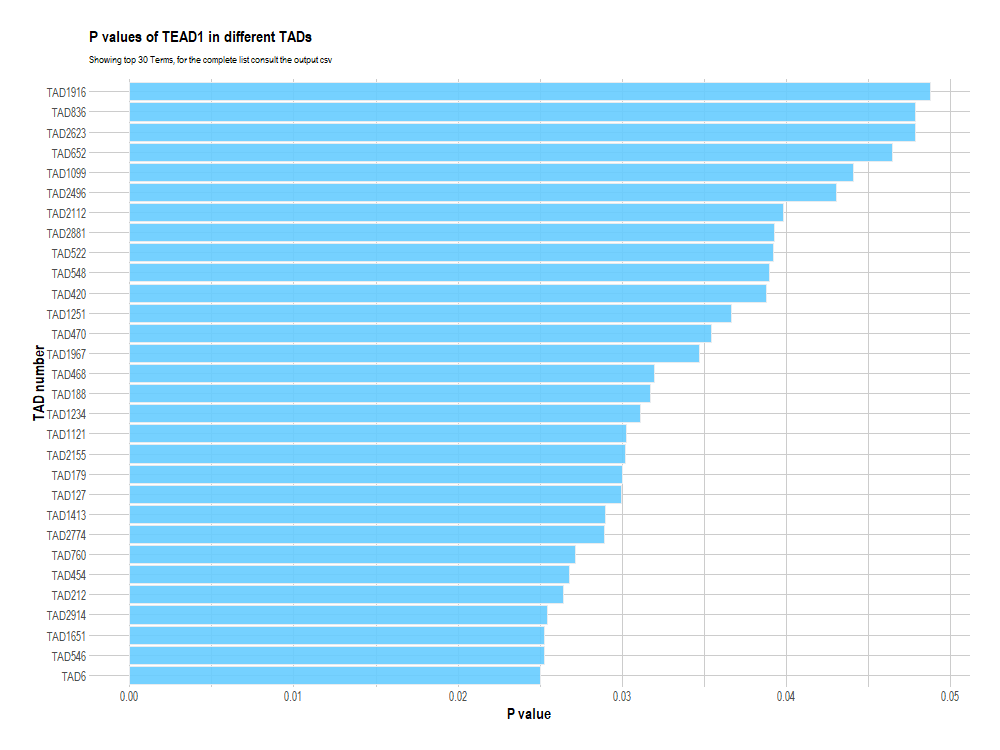 P values of TEAD1 in different TADs
Showing top 30 Terms, for the complete list consult the output csv
TAD1916
TAD836
TAD2623
TAD652
TAD1099
TAD2496
TAD2112
TAD2881
TAD522
TAD548
TAD420
TAD1251
TAD470
TAD1967
TAD468
TAD188
TAD1234
TAD1121
TAD2155
TAD179
TAD127
TAD1413
TAD2774
TAD760
TAD454
TAD212
TAD2914
TAD1651
TAD546
TAD6
TAD number
0.00 0.01 0.02 0.03 0.04 0.05
P value